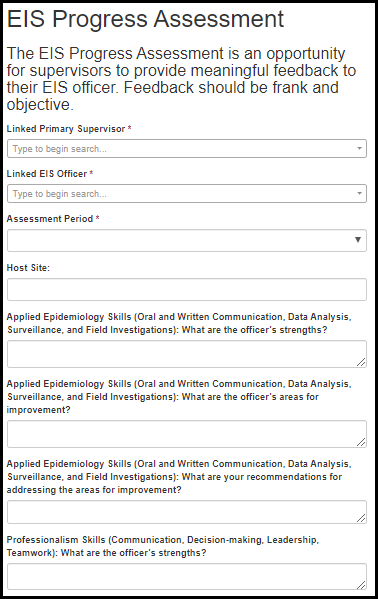 EIS Progress Assessment
The EIS Progress Assessment is an opportunity
for supervisors to provide meaningful feedback to
their EIS officer. Feedback should be frank and
objective.
Linked Primary Supervisor *
Type to begin search...
Linked EIS Officer *
Type to begin search...
Assessment Period *
Host Site:
Applied Epidemiology Skills (Oral and Written Communication, Data Analysis,
Surveillance, and Field Investigations): What are the officer's strengths?
Applied Epidemiology Skills (Oral and Written Communication, Data Analysis,
Surveillance, and Field Investigations): What are the officer's areas for
improvement?
Applied Epidemiology Skills (Oral and Written Communication, Data Analysis,
Surveillance, and Field Investigations): What are your recommendations for
addressing the areas for improvement?
Professionalism Skills (Communication, Decision-making, Leadership,
Teamwork): What are the officer's strengths?